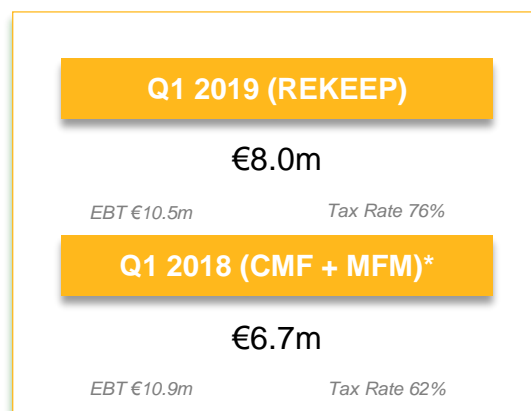 Q1 2019 (REKEEP)
€8.0m
EBT €10.5m Tax Rate 76%
Q1 2018 (CMF + MFM)*
€6.7m
EBT €10.9m Tax Rate 62%